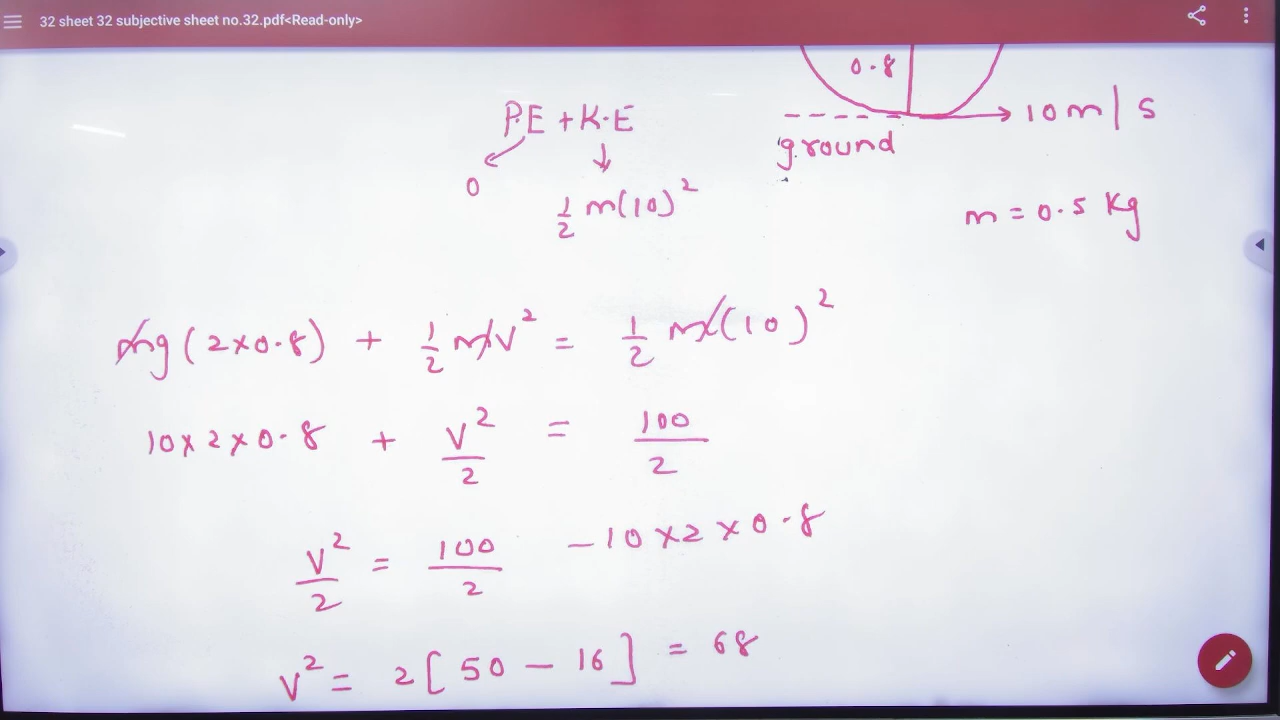 32 sheet 32 subjective sheet no.32.pdf<Read-only>
0.8
P.E + K.E
10 m/s
ground
0
1/2 m(10)²
m = 0.5 Kg
mg (2×0.8) + 1/2 mv² = 1/2 m(10)²
10×2×0.8 + v²/2 = 100/2
v²/2 = 100/2 - 10×2×0.8
v² = 2[50 - 16] = 68